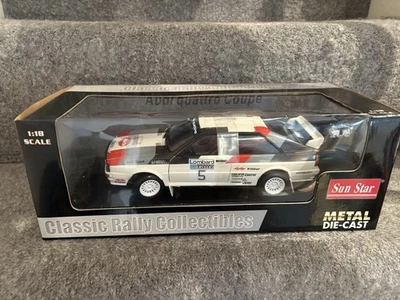 Audi Quattro Coupe
1:18
SCALE
Lombard
5
Sun Star
METAL
DIE-CAST
Classic Rally Collectibles